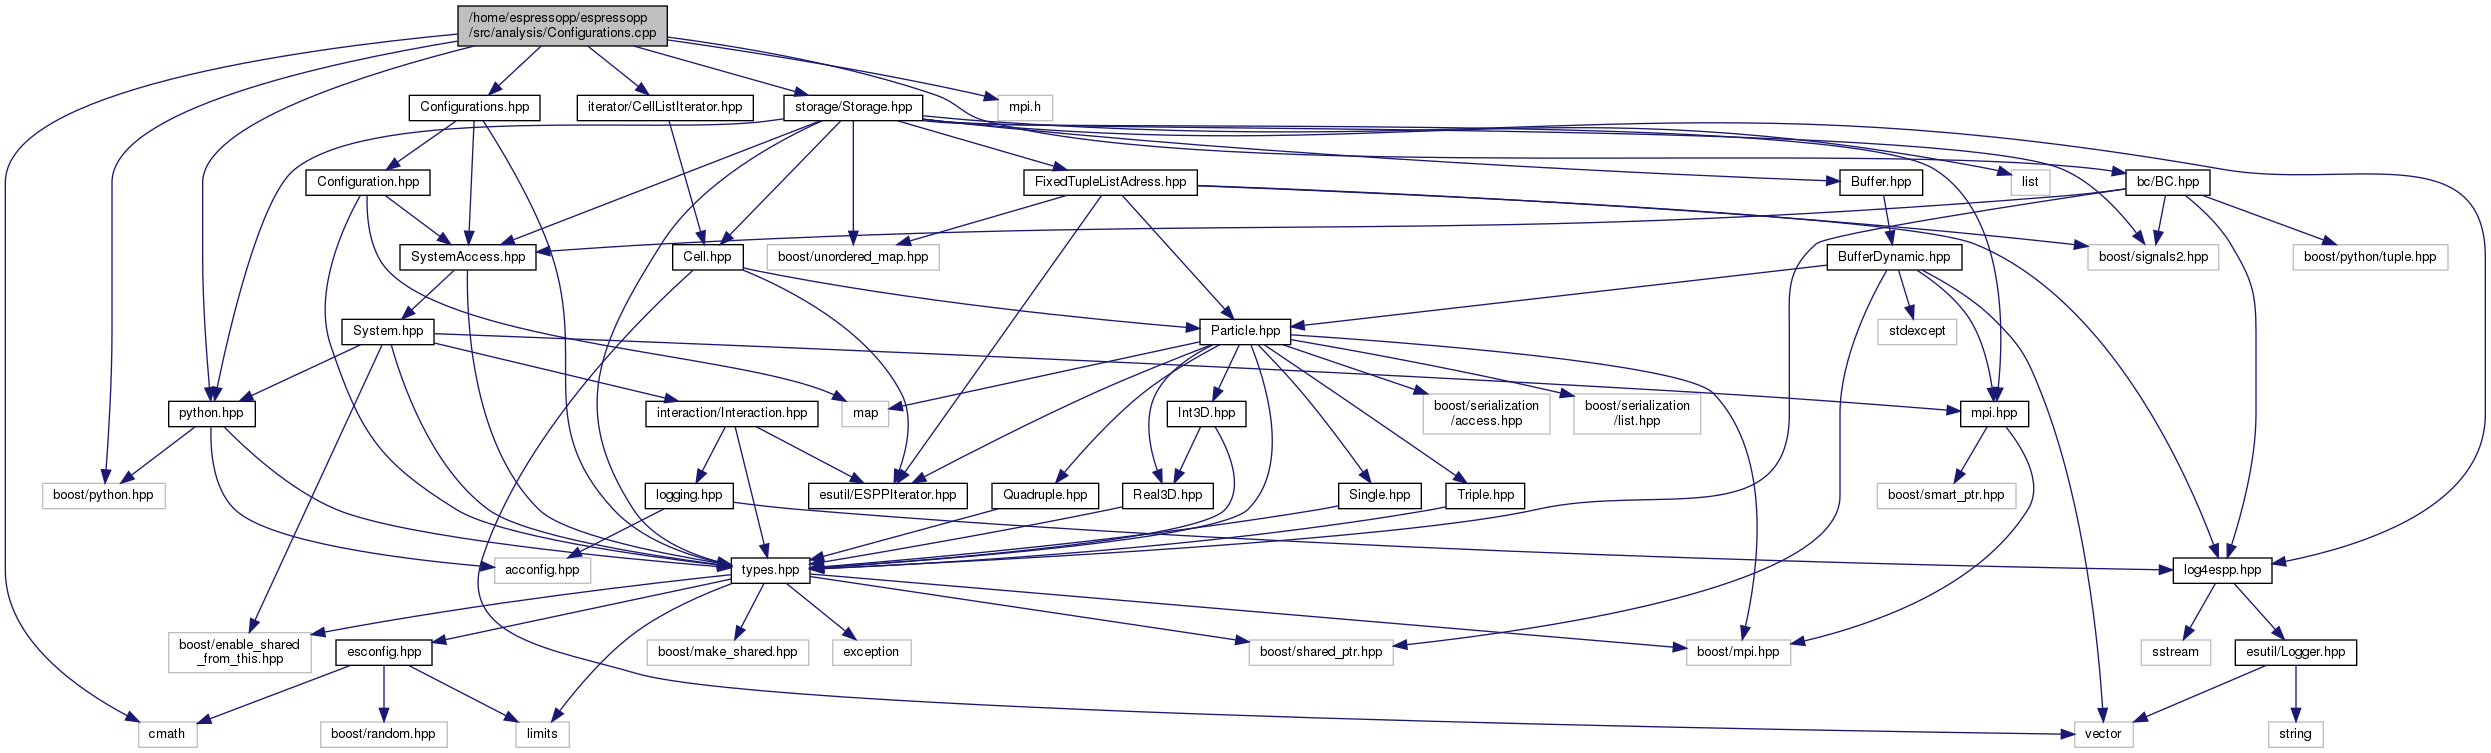 /home/espressopp/espressopp
/src/analysis/Configurations.cpp
Configurations.hpp
iterator/CellListIterator.hpp
storage/Storage.hpp
mpi.h
Configuration.hpp
FixedTupleListAdress.hpp
Buffer.hpp
list
bc/BC.hpp
SystemAccess.hpp
Cell.hpp
boost/unordered_map.hpp
BufferDynamic.hpp
boost/signals2.hpp
boost/python/tuple.hpp
System.hpp
Particle.hpp
stdexcept
python.hpp
interaction/Interaction.hpp
map
Int3D.hpp
boost/serialization
/access.hpp
boost/serialization
/list.hpp
mpi.hpp
boost/python.hpp
logging.hpp
esutil/ESPPIterator.hpp
Quadruple.hpp
Real3D.hpp
Single.hpp
Triple.hpp
boost/smart_ptr.hpp
acconfig.hpp
types.hpp
log4espp.hpp
boost/enable_shared
_from_this.hpp
esconfig.hpp
boost/make_shared.hpp
exception
boost/shared_ptr.hpp
boost/mpi.hpp
sstream
esutil/Logger.hpp
cmath
boost/random.hpp
limits
vector
string